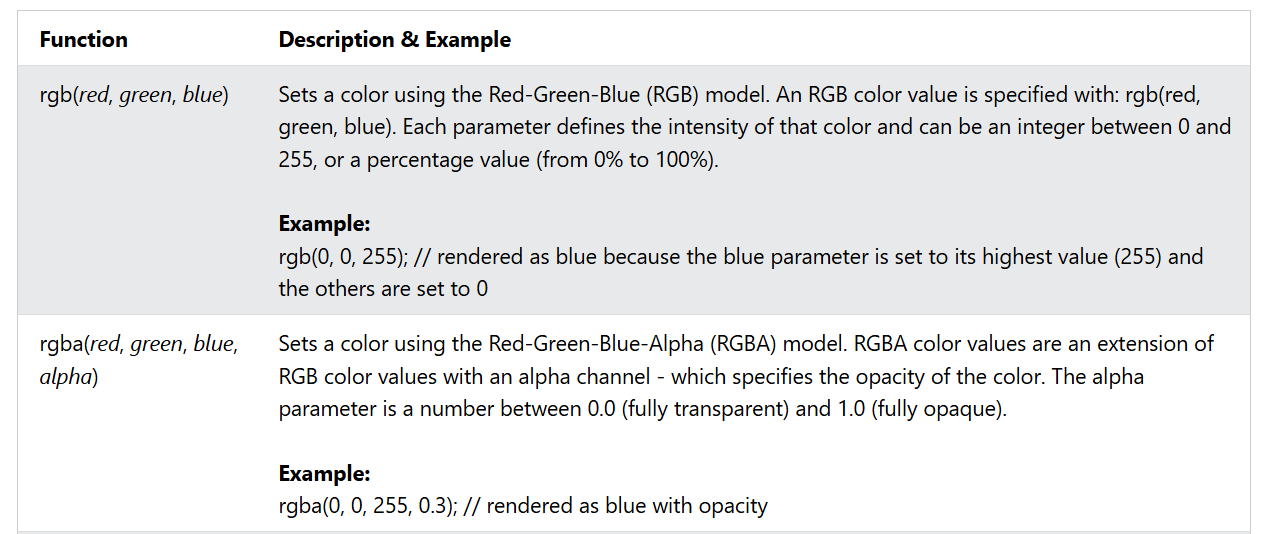 Function Description & Example
rgb(red, green, blue)
Sets a color using the Red-Green-Blue (RGB) model. An RGB color value is specified with: rgb(red,
green, blue). Each parameter defines the intensity of that color and can be an integer between 0 and
255, or a percentage value (from 0% to 100%).
Example:
rgb(0, 0, 255); // rendered as blue because the blue parameter is set to its highest value (255) and
the others are set to 0
rgba(red, green, blue,
alpha)
Sets a color using the Red-Green-Blue-Alpha (RGBA) model. RGBA color values are an extension of
RGB color values with an alpha channel - which specifies the opacity of the color. The alpha
parameter is a number between 0.0 (fully transparent) and 1.0 (fully opaque).
Example:
rgba(0, 0, 255, 0.3); // rendered as blue with opacity